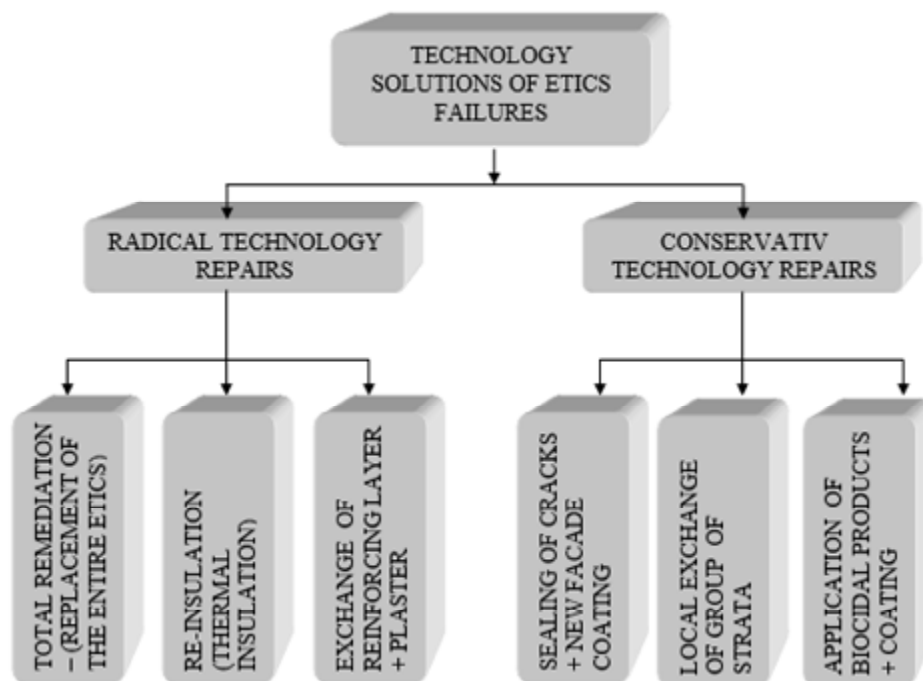 TECHNOLOGY
SOLUTIONS OF ETICS
FAILURES
RADICAL TECHNOLOGY
REPAIRS
CONSERVATIV
TECHNOLOGY REPAIRS
TOTAL REMEDIATION
– (REPLACEMENT OF
THE ENTIRE ETICS)
RE-INSULATION
(THERMAL
INSULATION)
EXCHANGE OF
REINFORCING LAYER
+ PLASTER
SEALING OF CRACKS
+ NEW FACADE
COATING
LOCAL EXCHANGE
OF GROUP OF
STRATA
APPLICATION OF
BIOCIDAL PRODUCTS
+ COATING